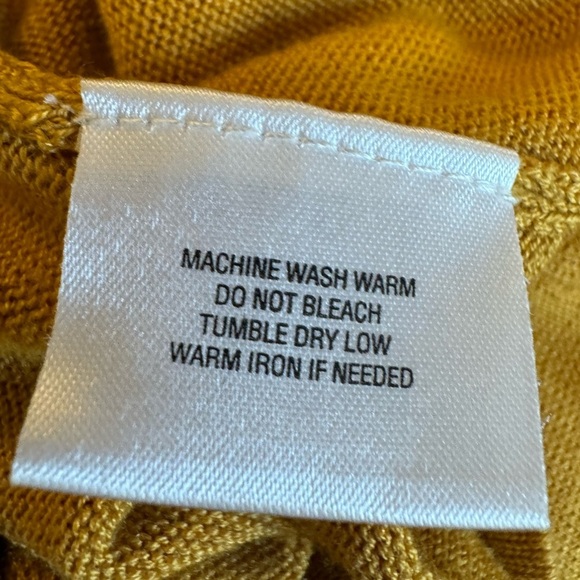 MACHINE WASH WARM
DO NOT BLEACH
TUMBLE DRY LOW
WARM IRON IF NEEDED